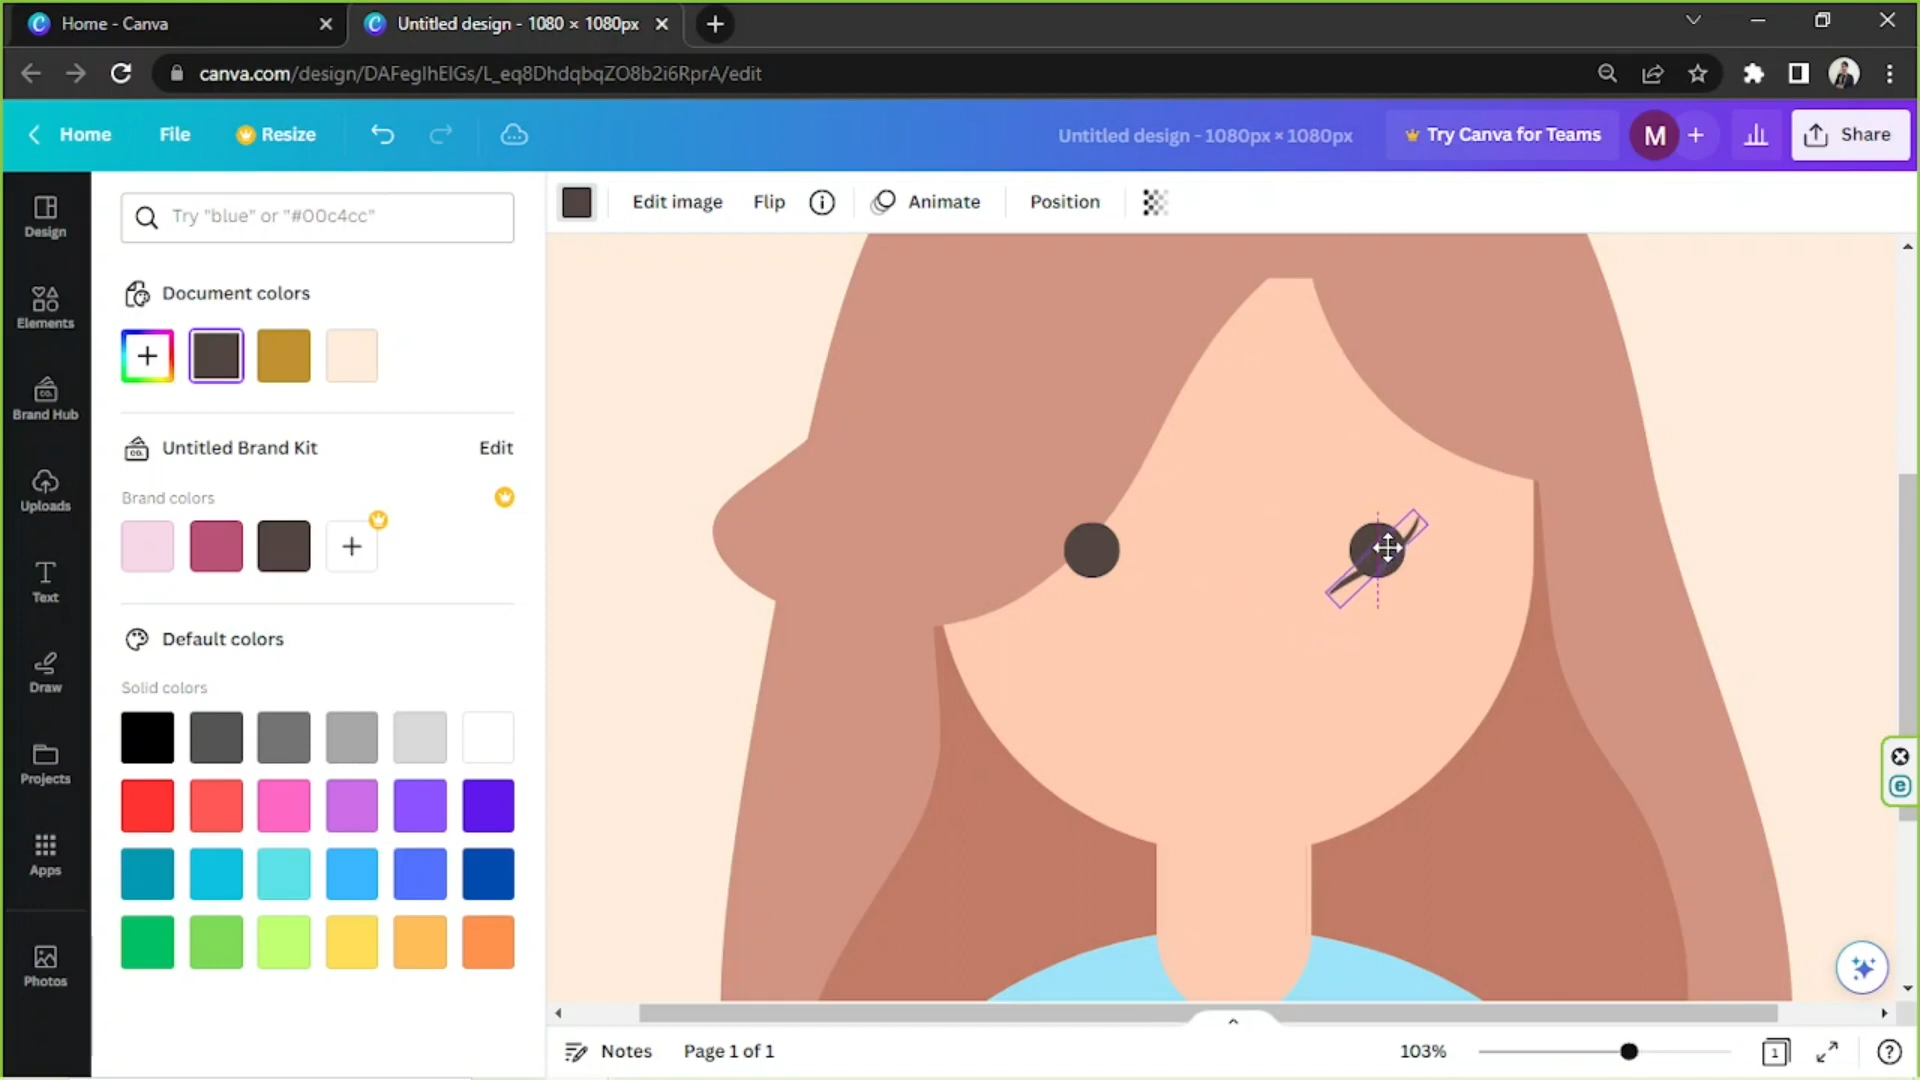 Home - Canva
Untitled design - 1080 × 1080px
canva.com/design/DAFeglhElGs/L_eq8DhdqbqZO8b2i6RprA/edit
Home
File
Resize
Untitled design - 1080px × 1080px
Try Canva for Teams
M
Share
Design
Elements
Brand Hub
Uploads
Text
Draw
Projects
Apps
Photos
Try "blue" or "#00c4cc"
Document colors
Untitled Brand Kit
Edit
Brand colors
Default colors
Solid colors
Edit image
Flip
Animate
Position
Notes
Page 1 of 1
103%
1